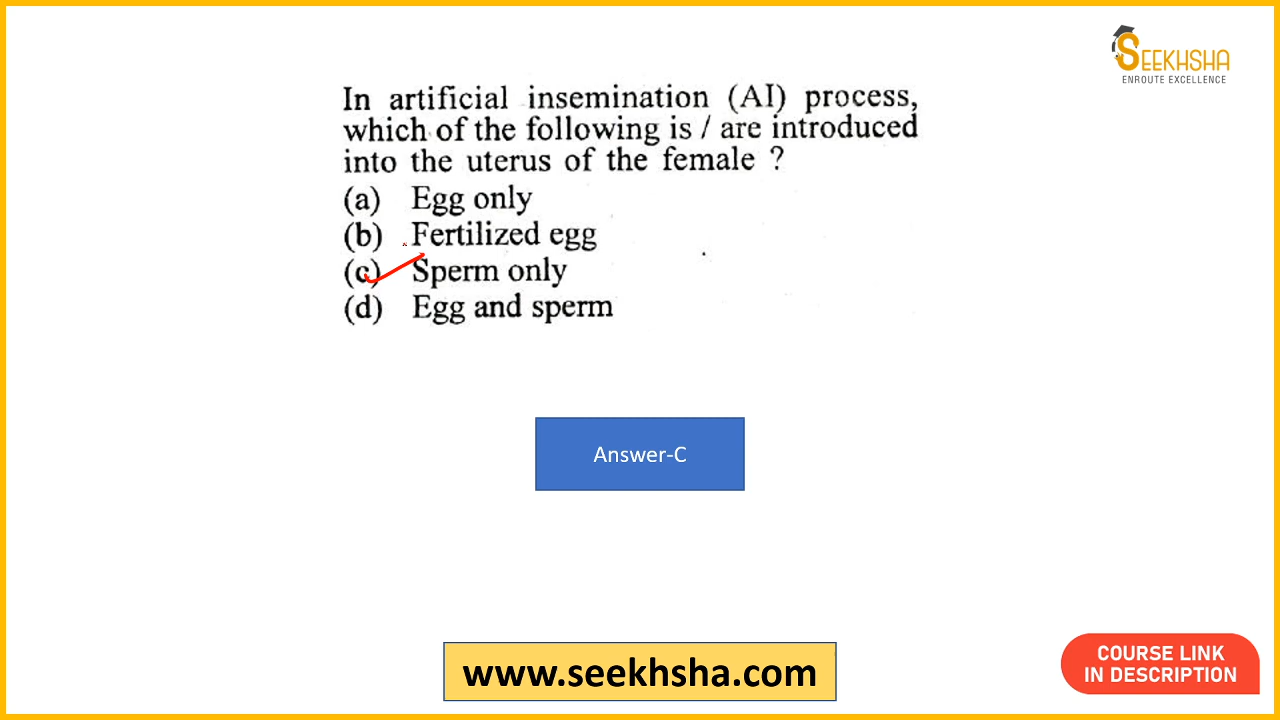 SEEKHSHA
ENROUTE EXCELLENCE
In artificial insemination (AI) process,
which of the following is / are introduced
into the uterus of the female ?
(a) Egg only
(b) Fertilized egg
(c) Sperm only
(d) Egg and sperm
Answer-C
www.seekhsha.com
COURSE LINK
IN DESCRIPTION